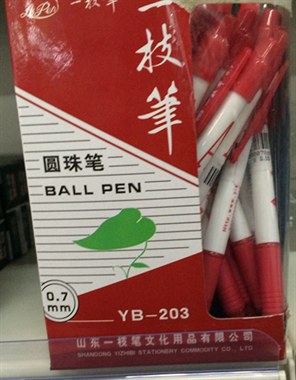 一枝筆
一枝筆
圆珠笔
BALL PEN
0.7
mm
YB-203
山东一枝笔文化用品有限公司
SHANDONG YIZHIBI STATIONERY COMMODITY CO., LTD.